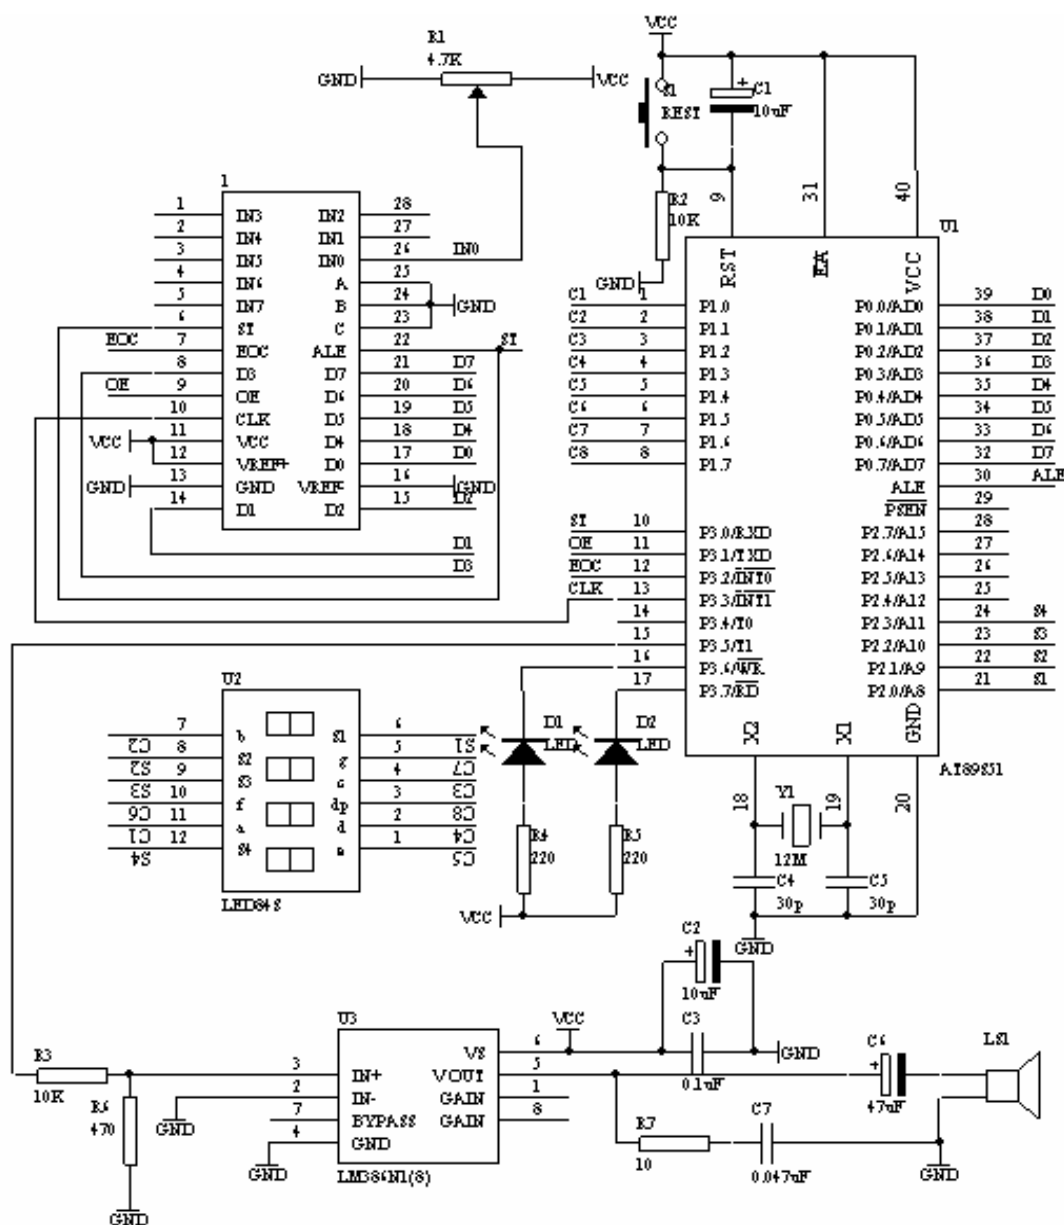 VCC
R1
4.7K
GND
VCC
S1
REST
C1
10uF
31
40
9
R2
10K
GND
U1
RST
EA
VCC
1
1 IN3 IN2 28
2 IN4 IN1 27
3 IN5 IN0 26 IN0
4 IN6 A 25
5 IN7 B 24 GND
6 ST C 23
EOC 7 EOC ALE 22 ST
8 D3 D7 21 D7
OE 9 OE D6 20 D6
10 CLK D5 19 D5
VCC 11 VCC D4 18 D4
12 VREF+ D0 17 D0
GND 13 GND VREF- 16 GND
14 D1 D2 15 D2
D1
D3
C1 1 P1.0 P0.0/AD0 39 D0
C2 2 P1.1 P0.1/AD1 38 D1
C3 3 P1.2 P0.2/AD2 37 D2
C4 4 P1.3 P0.3/AD3 36 D3
C5 5 P1.4 P0.4/AD4 35 D4
C6 6 P1.5 P0.5/AD5 34 D5
C7 7 P1.6 P0.6/AD6 33 D6
C8 8 P1.7 P0.7/AD7 32 D7
ALE 30 ALE
PSEN 29
ST 10 P3.0/RXD P2.7/A15 28
OE 11 P3.1/TXD P2.6/A14 27
EOC 12 P3.2/INT0 P2.5/A13 26
CLK 13 P3.3/INT1 P2.4/A12 25
14 P3.4/T0 P2.3/A11 24 S4
15 P3.5/T1 P2.2/A10 23 S3
16 P3.6/WR P2.1/A9 22 S2
17 P3.7/RD P2.0/A8 21 S1
X2
X1
GND
AT89S51
U2
7 b S1 6
C2 S1
8 S2 g 5
S2 C7
9 S3 c 4
S3 C3
10 f dp 3
C6 C8
11 a d 2
C1 C4
12 S4 e 1
S4 C5
LED84S
D1
LED
D2
LED
R4
220
R5
220
VCC
18
Y1
19
20
12M
C4
30p
C5
30p
GND
C2
10uF
U3
VCC
C3
GND
0.1uF
VS 6
3 IN+ VOUT 5
2 IN- GAIN 1
7 BYPASS GAIN 8
4 GND
LM386N1(8)
R3
10K
R6
470
GND
GND
GND
C6
47uF
LS1
R7
10
C7
0.047uF
GND